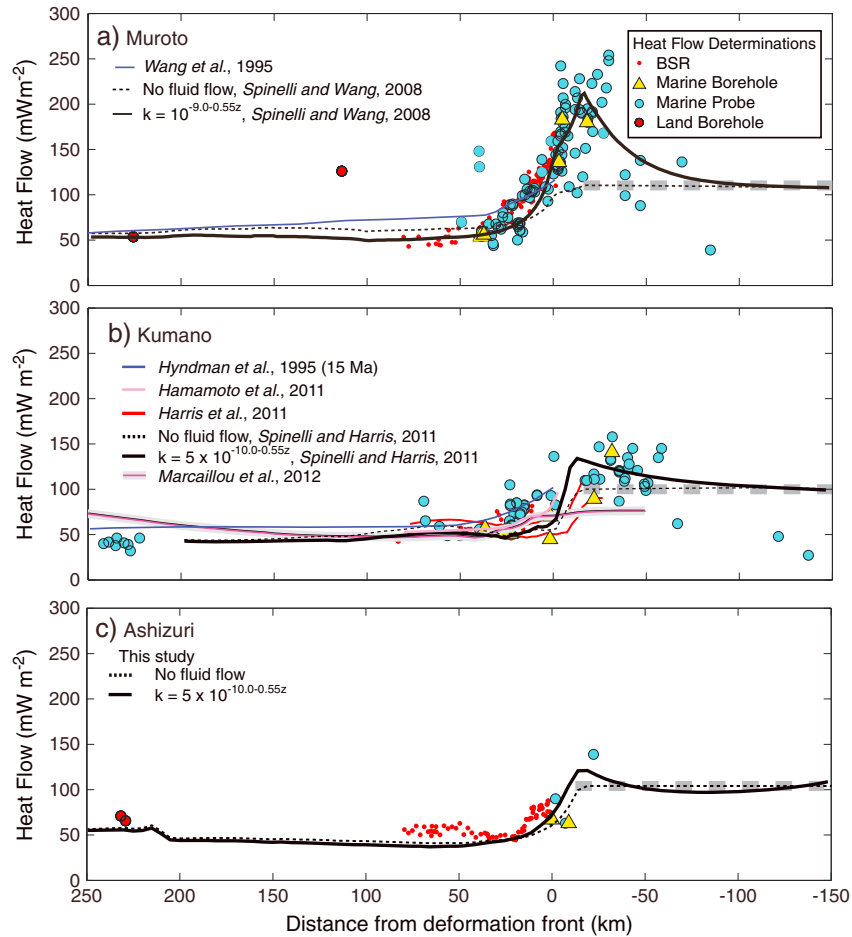 300
250
200
150
100
50
0
Heat Flow (mWm-2)
a) Muroto
Wang et al., 1995
No fluid flow, Spinelli and Wang, 2008
k = 10-9.0-0.55z, Spinelli and Wang, 2008
Heat Flow Determinations
BSR
Marine Borehole
Marine Probe
Land Borehole
300
250
200
150
100
50
0
Heat Flow (mW m-2)
b) Kumano
Hyndman et al., 1995 (15 Ma)
Hamamoto et al., 2011
Harris et al., 2011
No fluid flow, Spinelli and Harris, 2011
k = 5 x 10-10.0-0.55z, Spinelli and Harris, 2011
Marcaillou et al., 2012
300
250
200
150
100
50
0
Heat Flow (mW m-2)
c) Ashizuri
This study
No fluid flow
k = 5 x 10-10.0-0.55z
250 200 150 100 50 0 -50 -100 -150
Distance from deformation front (km)